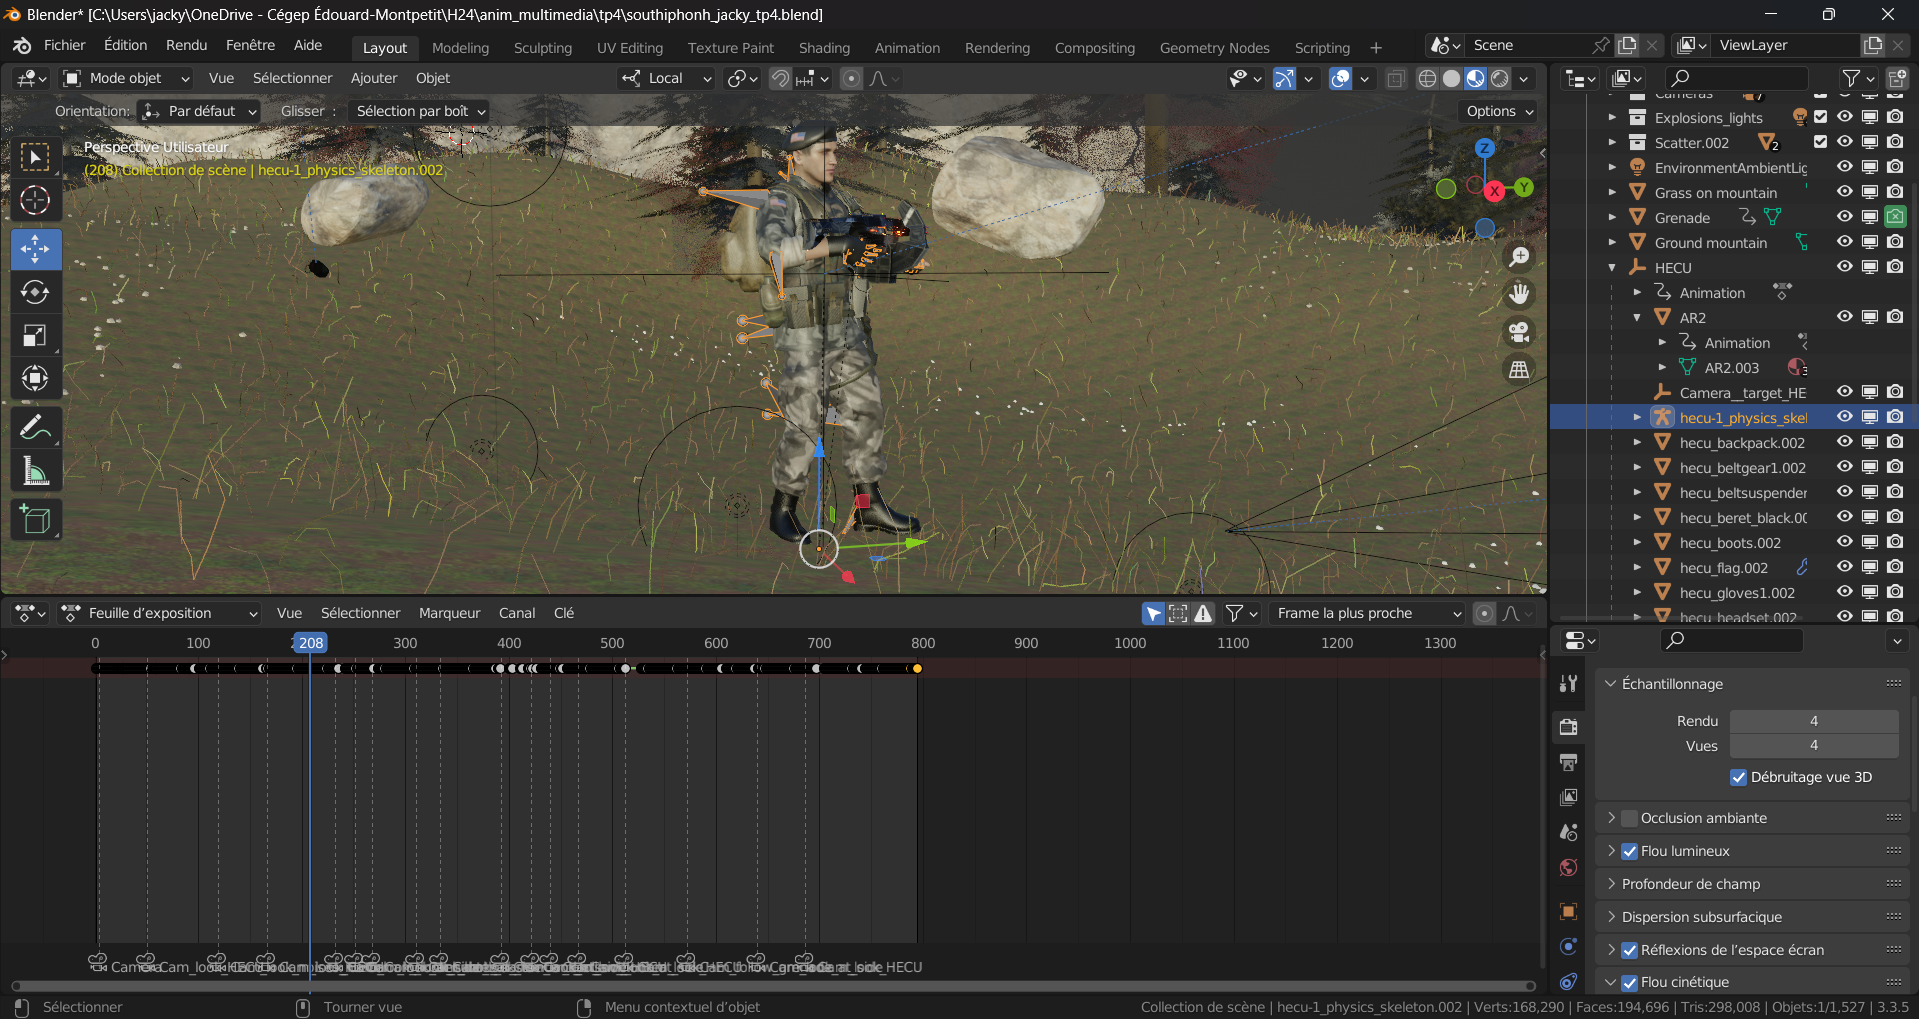 Blender* [C:\Users\jacky\OneDrive - Cégep Édouard-Montpetit\H24\anim_multimedia\tp4\southiphonh_jacky_tp4.blend]
Fichier Édition Rendu Fenêtre Aide Layout Modeling Sculpting UV Editing Texture Paint Shading Animation Rendering Compositing Geometry Nodes Scripting + Scene ViewLayer
Mode objet Vue Sélectionner Ajouter Objet Local
Orientation: Par défaut Glisser : Sélection par boît Options
Perspective Utilisateur
(208) Collection de scène | hecu-1_physics_skeleton.002
Z
X
Y
Cameras 7
Explosions_lights
Scatter.002 2
EnvironmentAmbientLig
Grass on mountain
Grenade
Ground mountain
HECU
Animation
AR2
Animation
AR2.003 3
Camera__target_HE
hecu-1_physics_skel
hecu_backpack.002
hecu_beltgear1.002
hecu_beltsuspender
hecu_beret_black.00
hecu_boots.002
hecu_flag.002
hecu_gloves1.002
hecu_headset.002
Feuille d'exposition Vue Sélectionner Marqueur Canal Clé Frame la plus proche
0 100 208 300 400 500 600 700 800 900 1000 1100 1200 1300
HECU
Échantillonnage
Rendu 4
Vues 4
Débruitage vue 3D
Occlusion ambiante
Flou lumineux
Profondeur de champ
Dispersion subsurfacique
Réflexions de l'espace écran
Flou cinétique
Sélectionner Tourner vue Menu contextuel d'objet Collection de scène | hecu-1_physics_skeleton.002 | Verts:168,290 | Faces:194,696 | Tris:298,008 | Objets:1/1,527 | 3.3.5